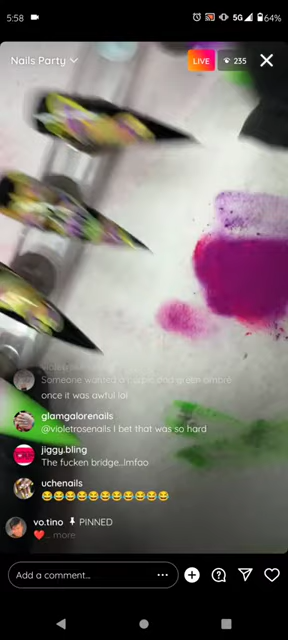 5:58
5G 64%
Nails Party
LIVE
235
Someone wanted a purple and green ombre
once it was awful lol
glamgalorenails
@violetrosenails I bet that was so hard
jiggy.bling
The fucken bridge...lmfao
uchenails
😂😂😂😂😂😂😂😂😂😂😂
vo.tino PINNED
❤️... more
Add a comment...